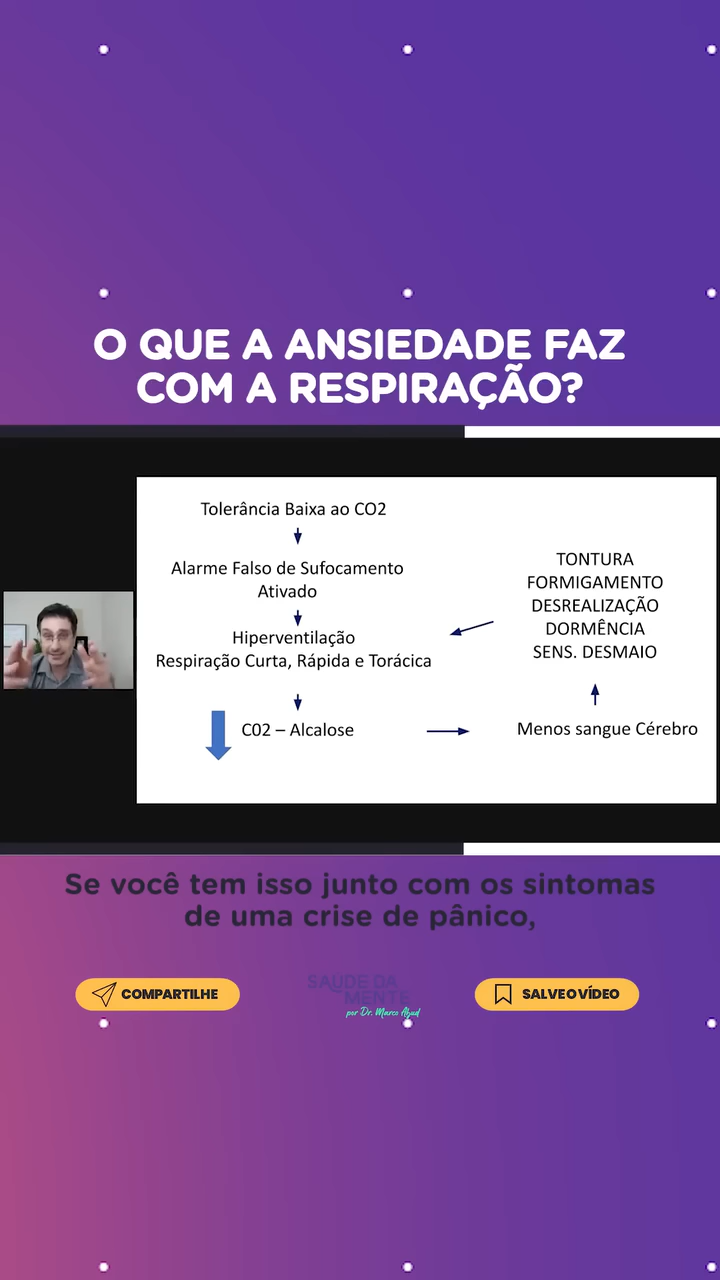 O QUE A ANSIEDADE FAZ
COM A RESPIRAÇÃO?
Tolerância Baixa ao CO2
Alarme Falso de Sufocamento
Ativado
Hiperventilação
Respiração Curta, Rápida e Torácica
C02 – Alcalose
Menos sangue Cérebro
TONTURA
FORMIGAMENTO
DESREALIZAÇÃO
DORMÊNCIA
SENS. DESMAIO
Se você tem isso junto com os sintomas
de uma crise de pânico,
COMPARTILHE
SAÚDE DA
MENTE
por Dr. Marco Abud
SALVE O VÍDEO